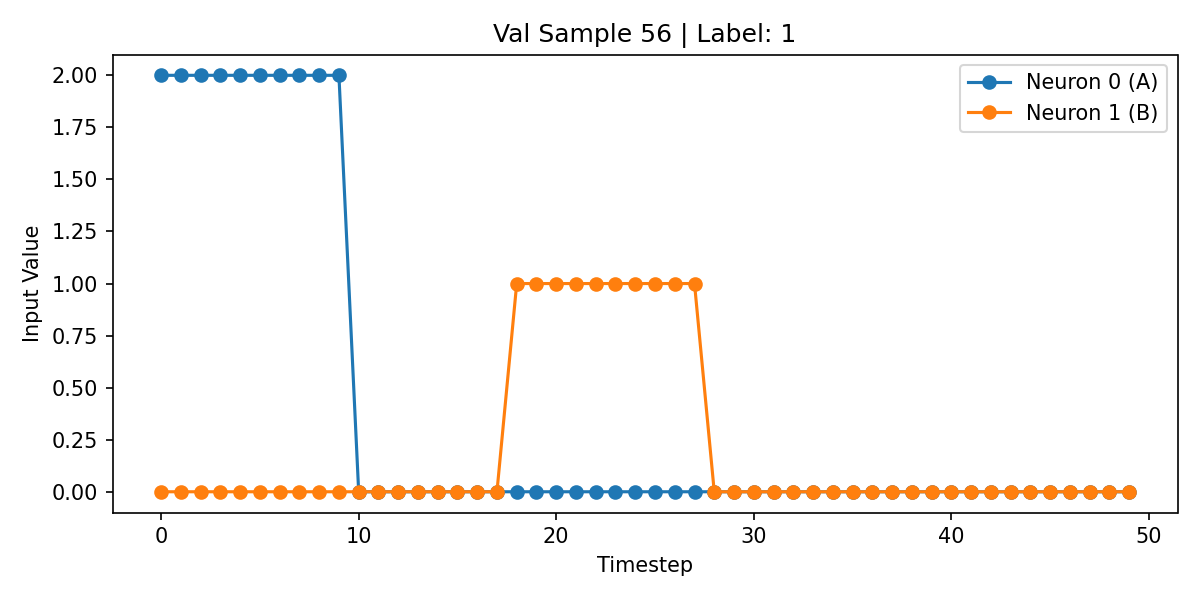 Val Sample 56 | Label: 1
Neuron 0 (A)
Neuron 1 (B)
Input Value
2.00
1.75
1.50
1.25
1.00
0.75
0.50
0.25
0.00
0 10 20 30 40 50
Timestep